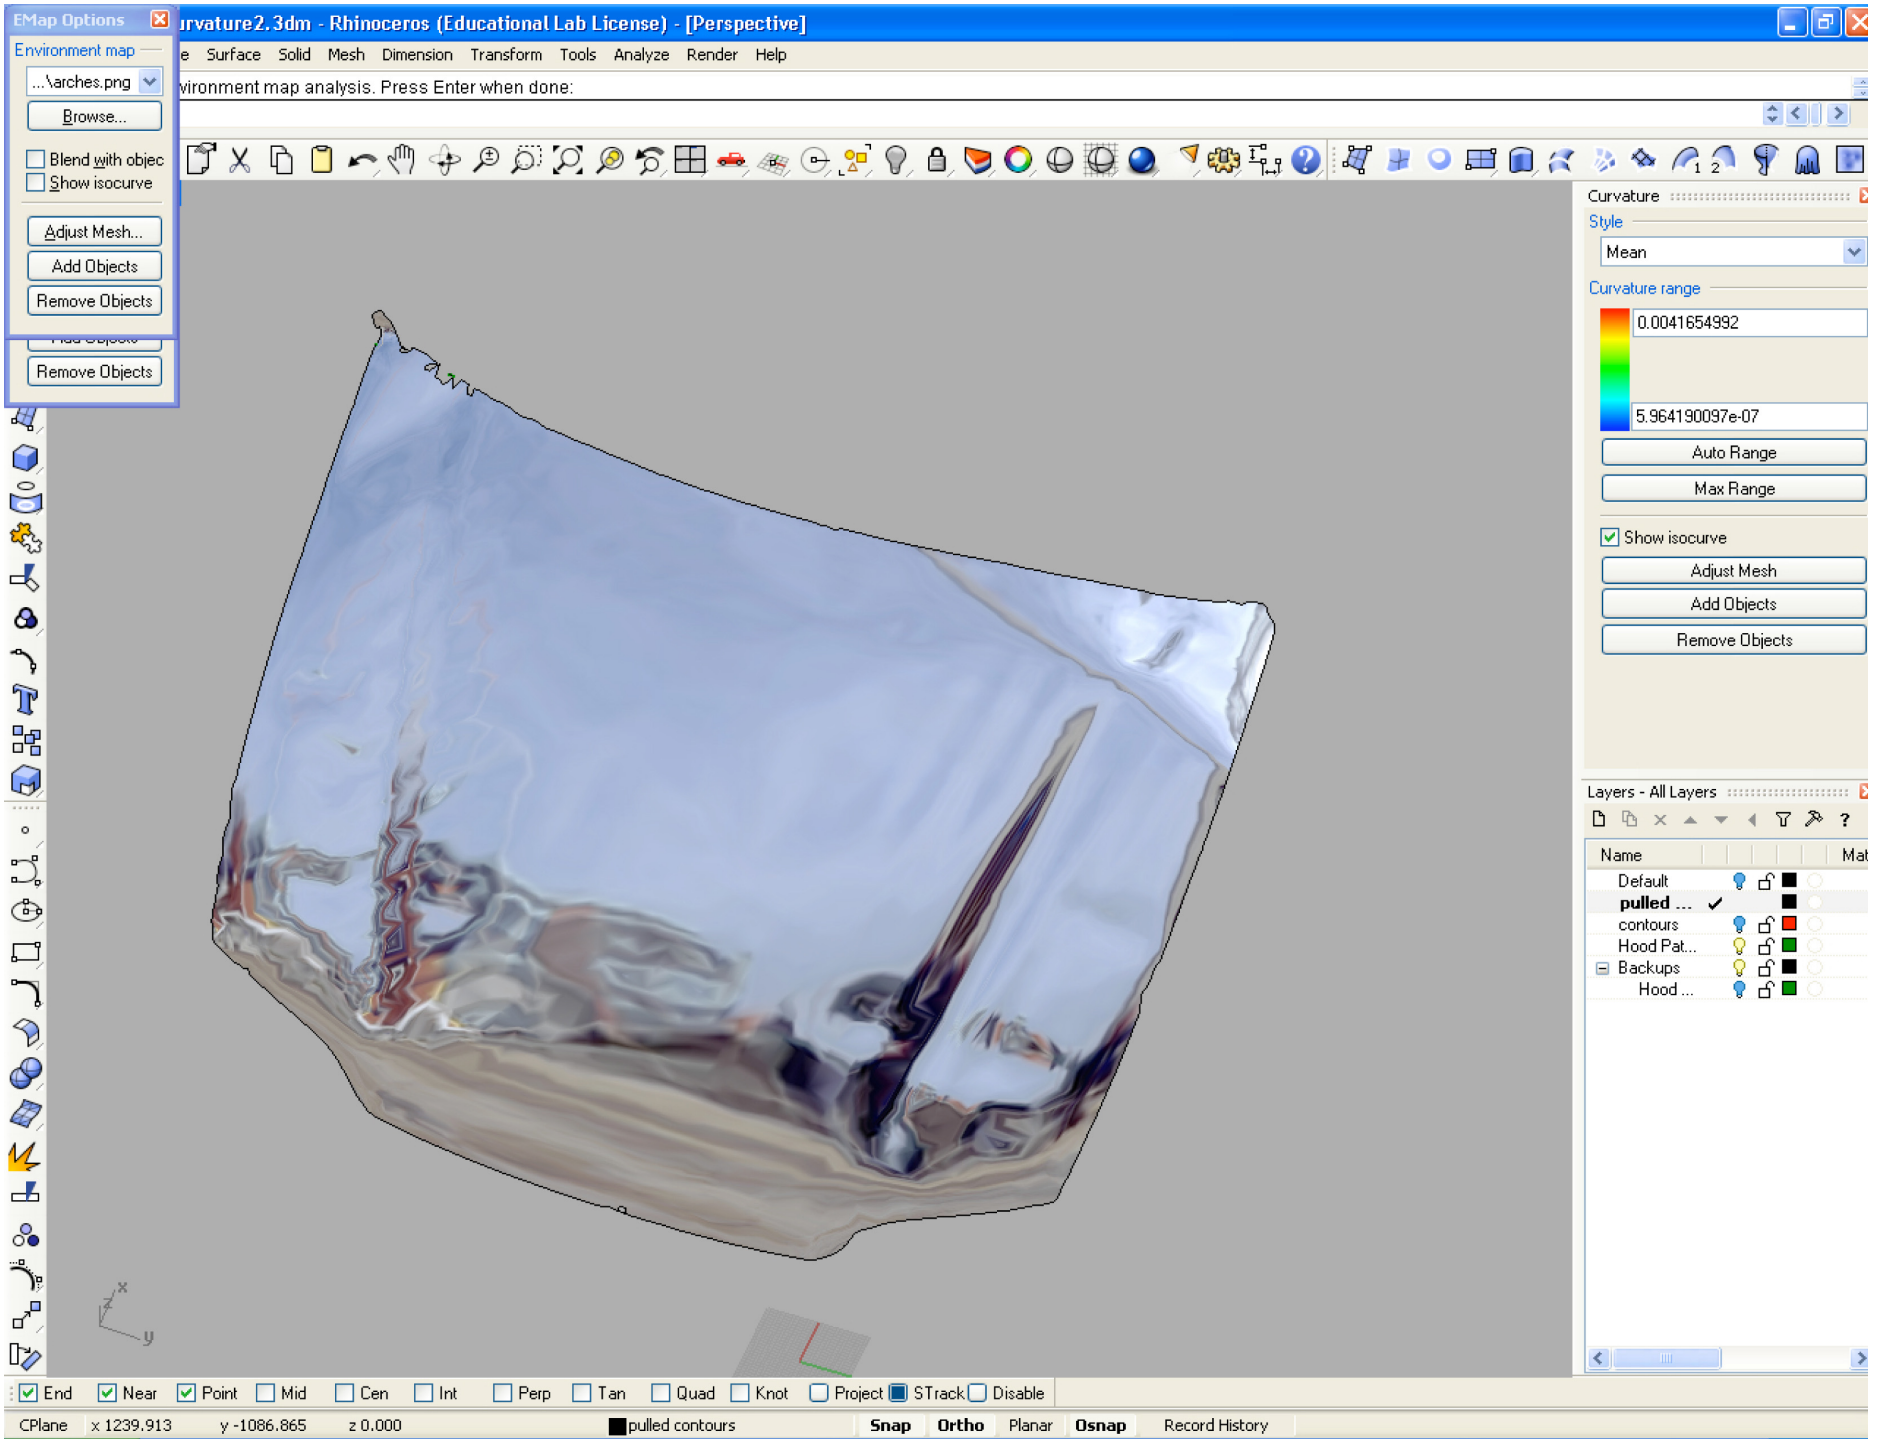 EMap Options
urvature2.3dm - Rhinoceros (Educational Lab License) - [Perspective]
Environment map
e Surface Solid Mesh Dimension Transform Tools Analyze Render Help
...\arches.png
vironment map analysis. Press Enter when done:
Browse...
Blend with objec
Show isocurve
Adjust Mesh...
Add Objects
Remove Objects
Add Objects
Remove Objects
1 2
Curvature
Style
Mean
Curvature range
0.0041654992
5.964190097e-07
Auto Range
Max Range
Show isocurve
Adjust Mesh
Add Objects
Remove Objects
Layers - All Layers
?
Name Mat
Default
pulled ...
contours
Hood Pat...
Backups
Hood ...
x
z
y
End Near Point Mid Cen Int Perp Tan Quad Knot Project STrack Disable
CPlane x 1239.913 y -1086.865 z 0.000 pulled contours Snap Ortho Planar Osnap Record History